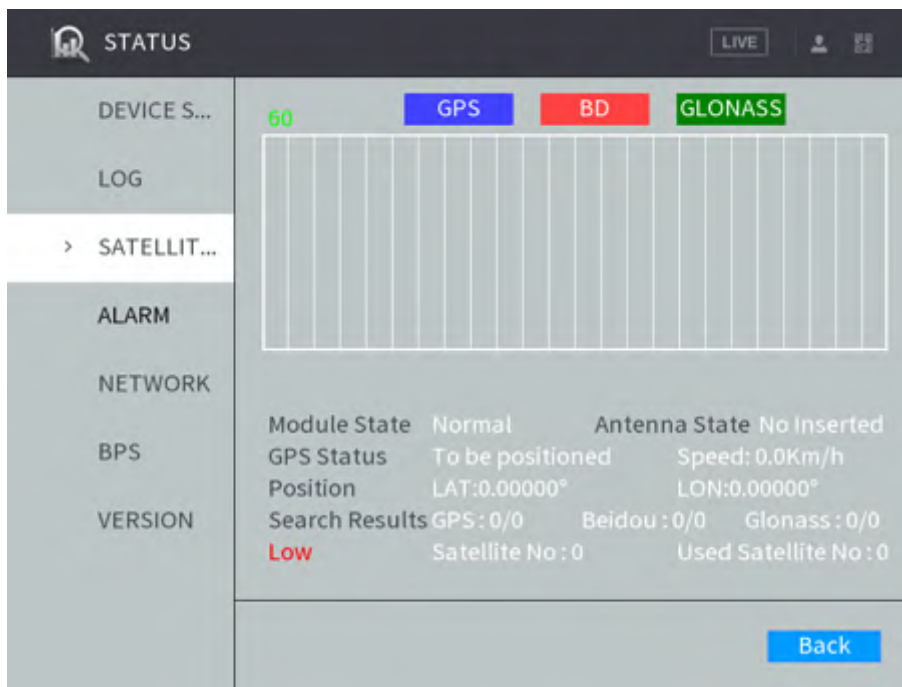 STATUS LIVE
DEVICE S...
LOG
> SATELLIT...
ALARM
NETWORK
BPS
VERSION
60 GPS BD GLONASS
Module State Normal Antenna State No Inserted
GPS Status To be positioned Speed: 0.0Km/h
Position LAT:0.00000° LON:0.00000°
Search Results GPS : 0/0 Beidou : 0/0 Glonass : 0/0
Low Satellite No : 0 Used Satellite No : 0
Back